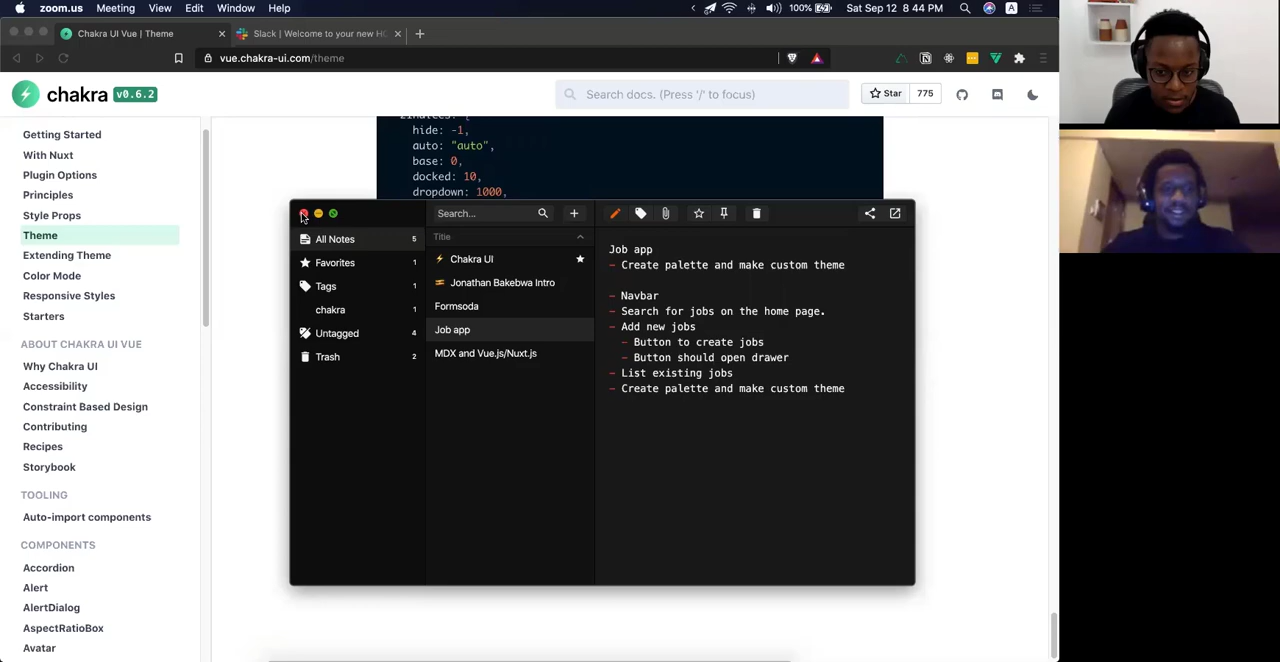 zoom.us Meeting View Edit Window Help
100% Sat Sep 12 8:44 PM A
Chakra UI Vue | Theme
Slack | Welcome to your new HQ
vue.chakra-ui.com/theme
chakra v0.6.2
Search docs. (Press '/' to focus)
Star 775
Getting Started
With Nuxt
Plugin Options
Principles
Style Props
Theme
Extending Theme
Color Mode
Responsive Styles
Starters
ABOUT CHAKRA UI VUE
Why Chakra UI
Accessibility
Constraint Based Design
Contributing
Recipes
Storybook
TOOLING
Auto-import components
COMPONENTS
Accordion
Alert
AlertDialog
AspectRatioBox
Avatar
hide: -1,
auto: "auto",
base: 0,
docked: 10,
dropdown: 1000,
All Notes 5
Favorites 1
Tags 1
chakra 1
Untagged 4
Trash 2
Search...
Title
Chakra UI
Jonathan Bakebwa Intro
Formsoda
Job app
MDX and Vue.js/Nuxt.js
Job app
- Create palette and make custom theme
- Navbar
- Search for jobs on the home page.
- Add new jobs
- Button to create jobs
- Button should open drawer
- List existing jobs
- Create palette and make custom theme